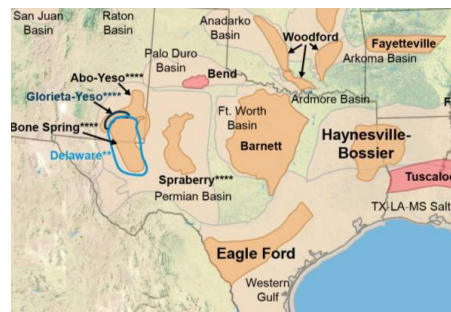 San Juan
Basin
Raton
Basin
Anadarko
Basin
Woodford
Fayetteville
Arkoma Basin
Palo Duro
Basin
Abo-Yeso****
Bend
Glorieta-Yeso****
Ardmore Basin
Ft. Worth
Basin
Bone Spring****
Barnett
Haynesville-
Bossier
Delaware**
Spraberry****
Permian Basin
Tuscaloo
TX-LA-MS Salt
Eagle Ford
Western
Gulf